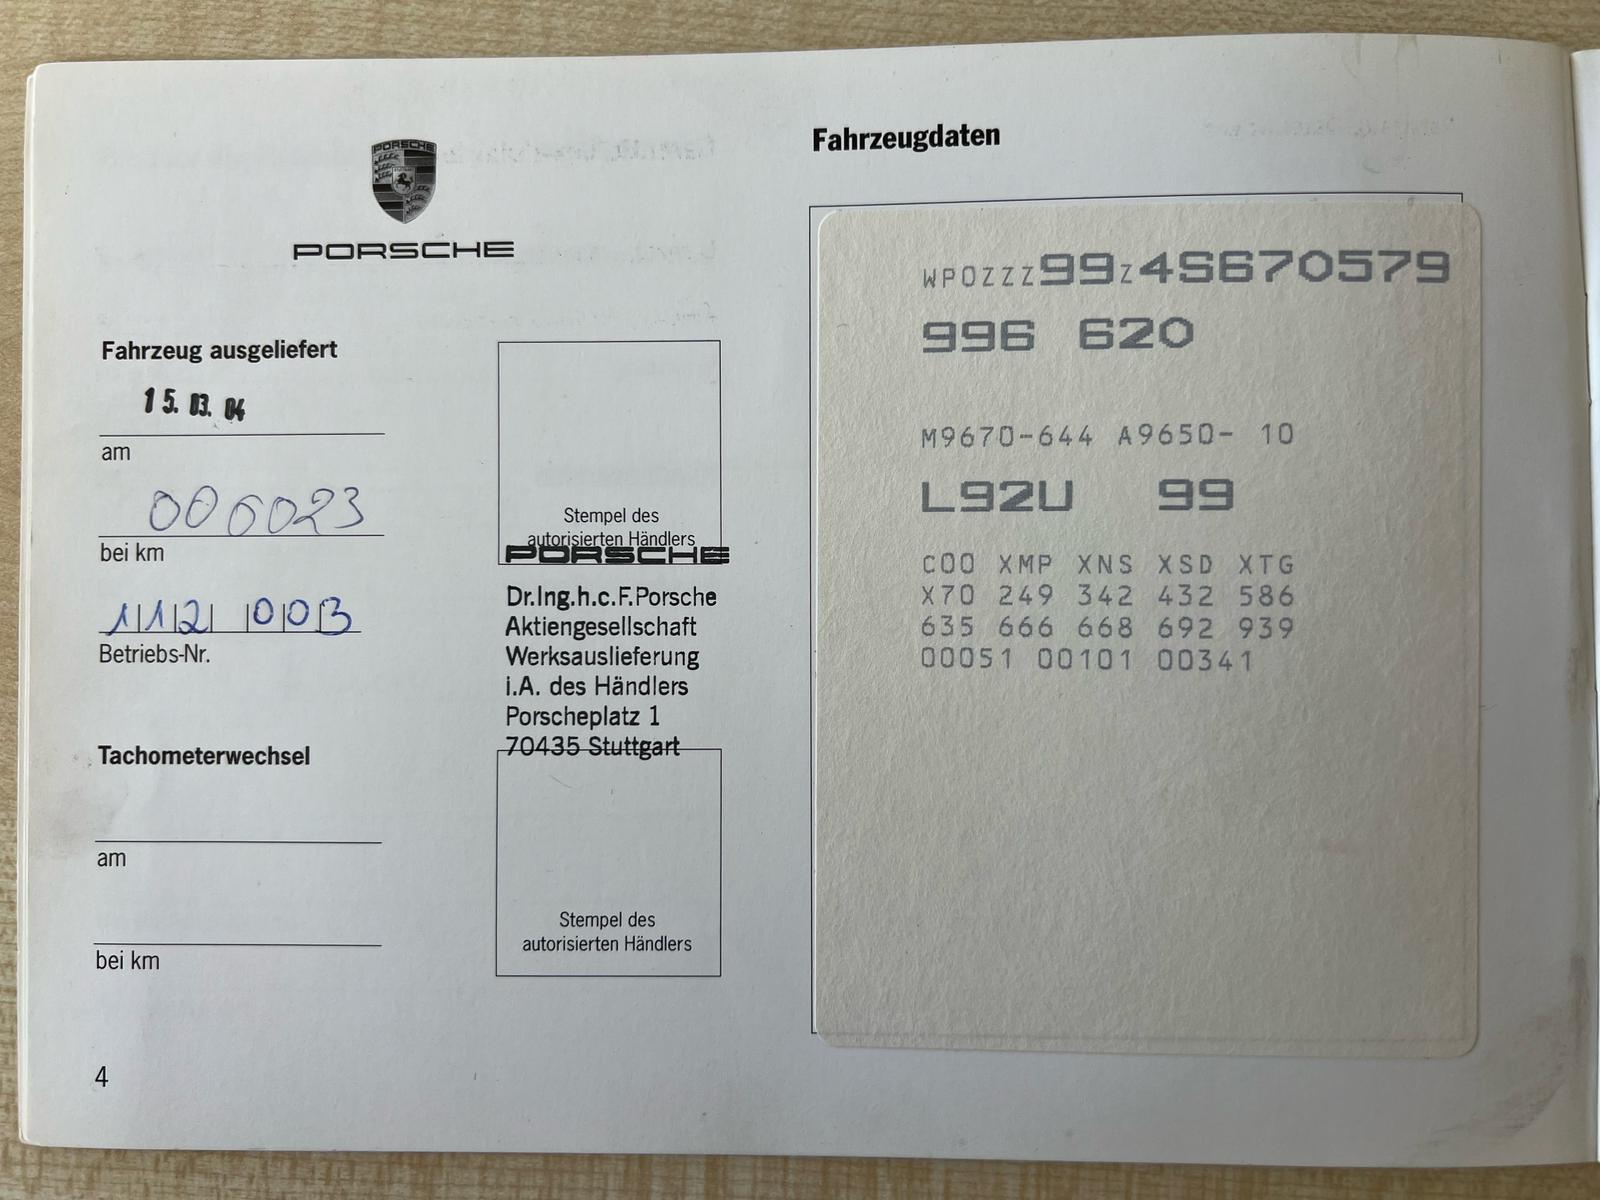 PORSCHE
PORSCHE
Fahrzeug ausgeliefert
15. 03. 04
am
006023
bei km
112 003
Betriebs-Nr.
Stempel des
autorisierten Händlers
PORSCHE
Dr.Ing.h.c.F.Porsche
Aktiengesellschaft
Werksauslieferung
i.A. des Händlers
Porscheplatz 1
70435 Stuttgart
Tachometerwechsel
am
bei km
Stempel des
autorisierten Händlers
4
Fahrzeugdaten
WPOZZZ99Z4S670579
996 620
M9670-644 A9650- 10
L92U 99
C00 XMP XNS XSD XTG
X70 249 342 432 586
635 666 668 692 939
00051 00101 00341